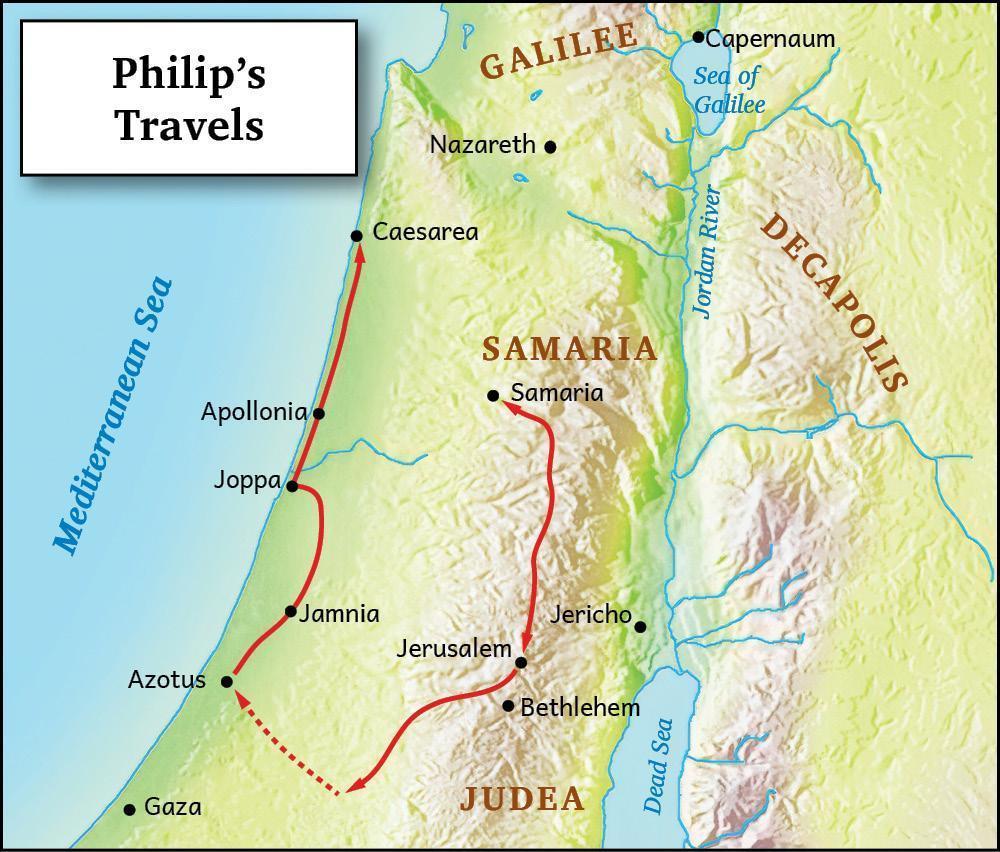 Philip’s
Travels
GALILEE
Capernaum
Sea of
Galilee
Nazareth
Jordan River
Caesarea
DECAPOLIS
Mediterranean Sea
SAMARIA
Samaria
Apollonia
Joppa
Jamnia
Jericho
Jerusalem
Azotus
Bethlehem
Dead Sea
JUDEA
Gaza